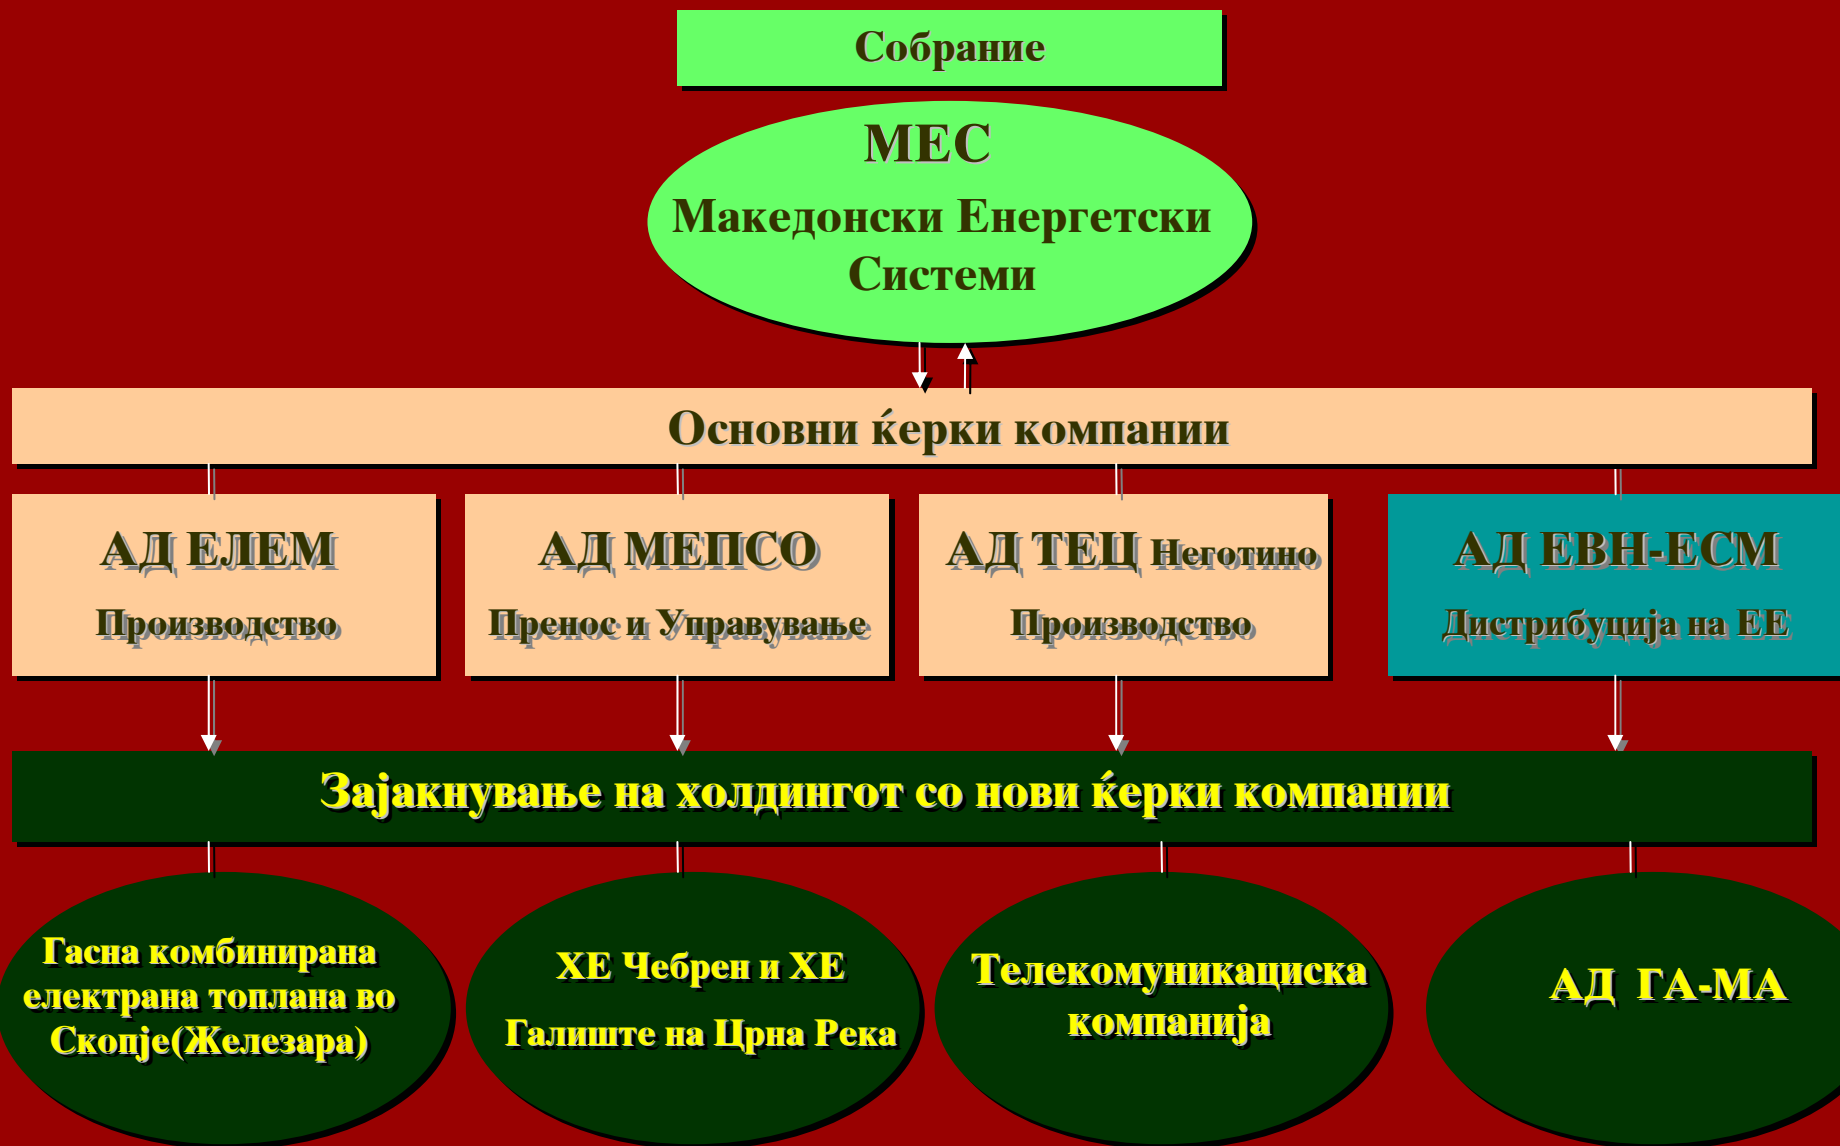 Собрание
МЕС
Македонски Енергетски
Системи
Основни ќерки компании
АД ЕЛЕМ
Производство
АД МЕПСО
Пренос и Управување
АД ТЕЦ Неготино
Производство
АД ЕВН-ЕСМ
Дистрибуција на ЕЕ
Зајакнување на холдингот со нови ќерки компании
Гасна комбинирана
електрана топлана во
Скопје(Железара)
ХЕ Чебрен и ХЕ
Галиште на Црна Река
Телекомуникациска
компанија
АД ГА-МА